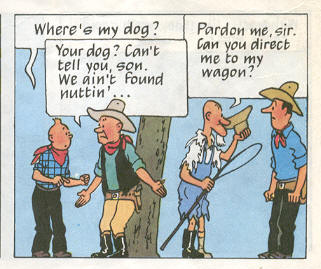 Where's my dog?
Your dog? Can't
tell you, son.
We ain't found
nuttin'...
Pardon me, sir.
Can you direct
me to my
wagon?